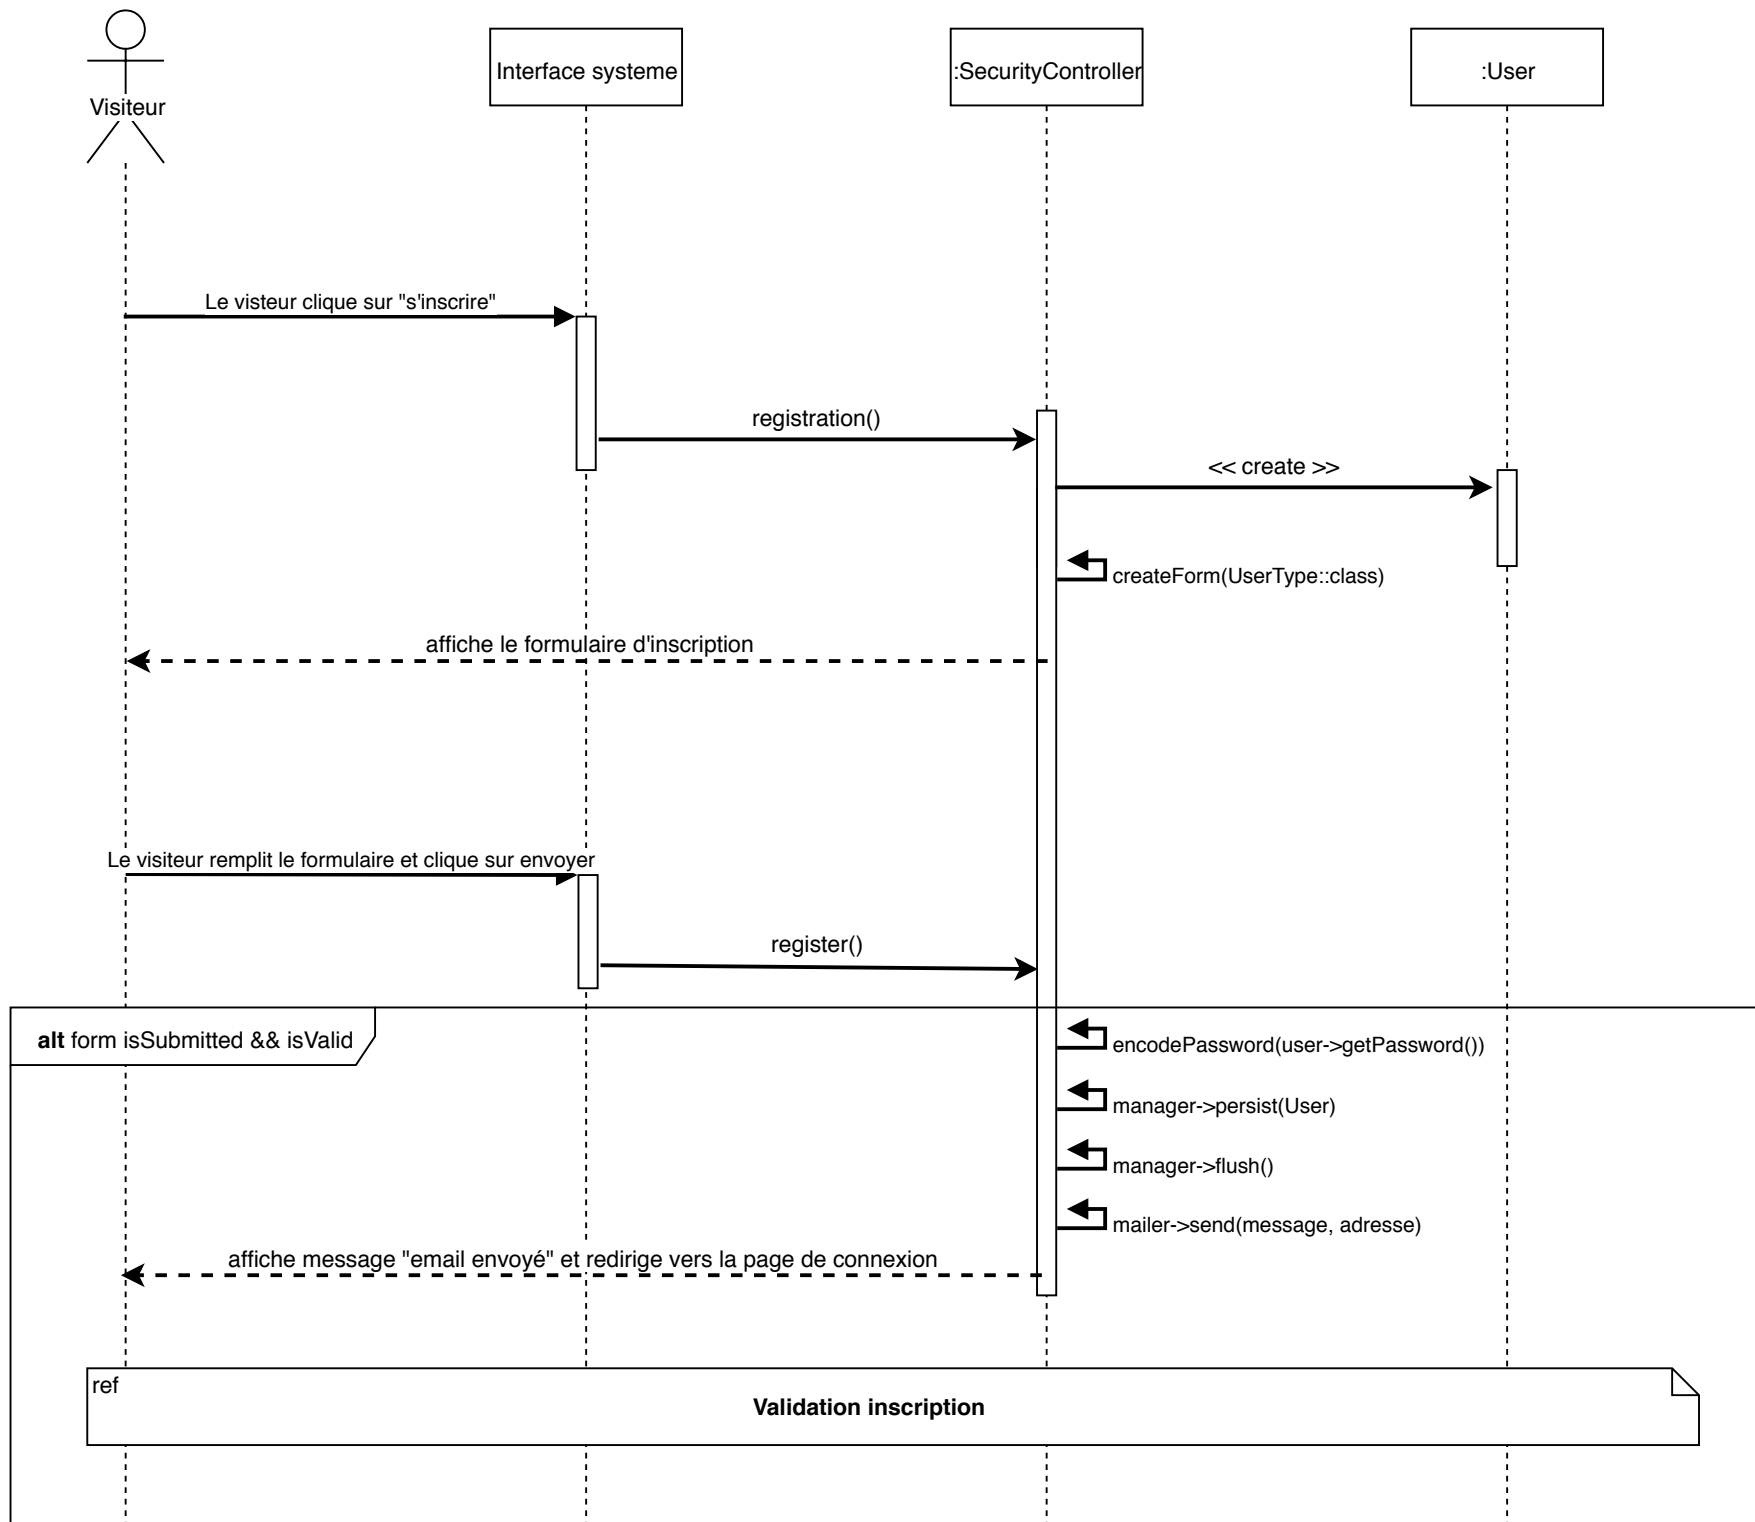 Visiteur
Interface systeme
:SecurityController
:User
Le visteur clique sur "s'inscrire"
registration()
<< create >>
createForm(UserType::class)
affiche le formulaire d'inscription
Le visiteur remplit le formulaire et clique sur envoyer
register()
alt form isSubmitted && isValid
encodePassword(user->getPassword())
manager->persist(User)
manager->flush()
mailer->send(message, adresse)
affiche message "email envoyé" et redirige vers la page de connexion
ref
Validation inscription